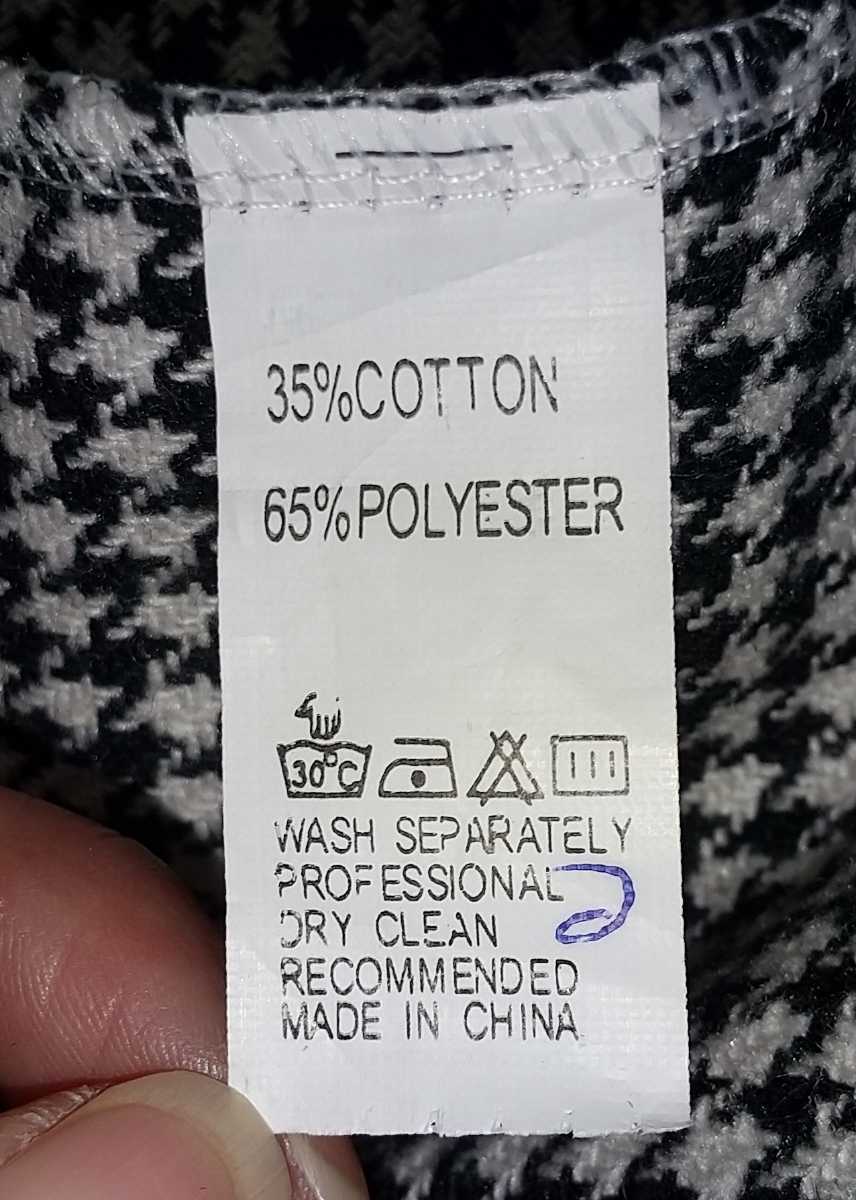 35%COTTON
65%POLYESTER
30°C
WASH SEPARATELY
PROFESSIONAL
DRY CLEAN
RECOMMENDED
MADE IN CHINA